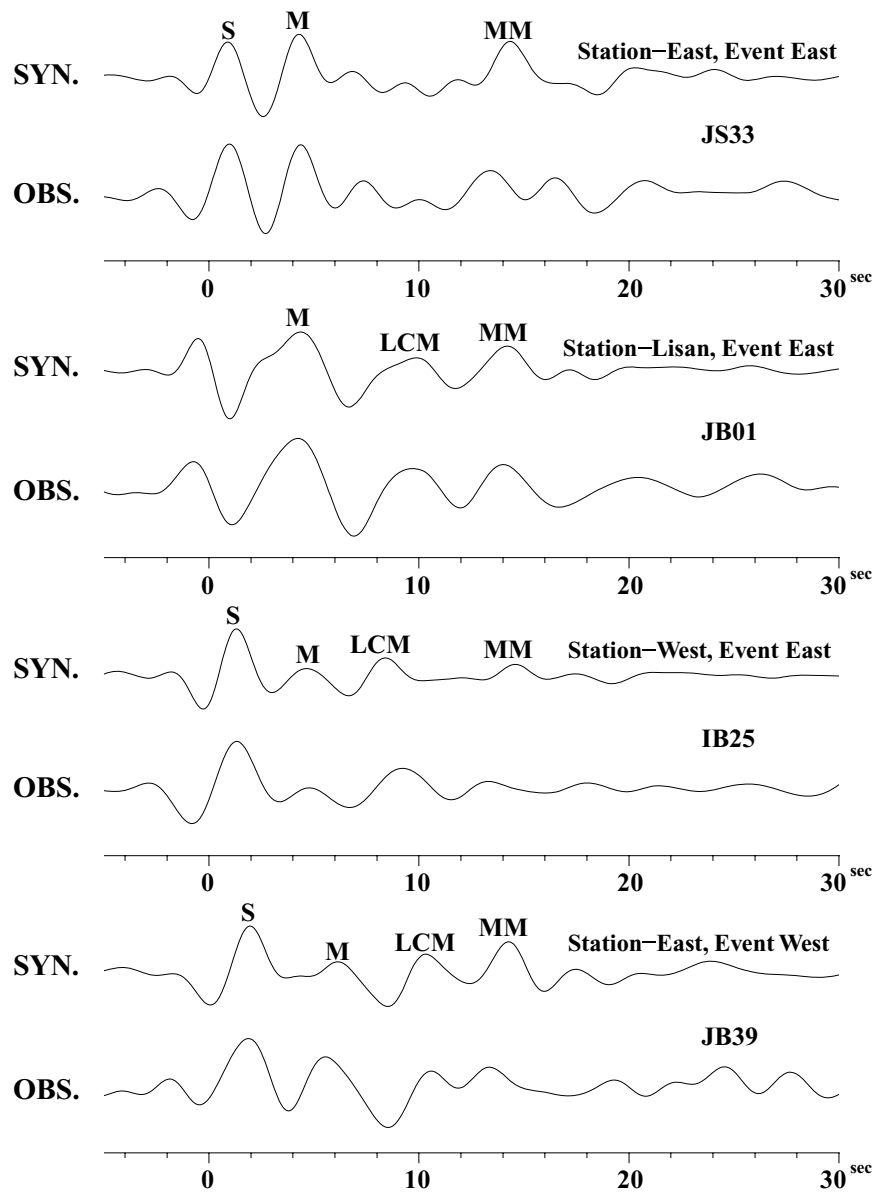 S M MM
SYN. Station−East, Event East
JS33
OBS.
0 10 20 30 sec
M LCM MM
SYN. Station−Lisan, Event East
JB01
OBS.
0 10 20 30 sec
S M LCM MM
SYN. Station−West, Event East
IB25
OBS.
0 10 20 30 sec
S M LCM MM
SYN. Station−East, Event West
JB39
OBS.
0 10 20 30 sec